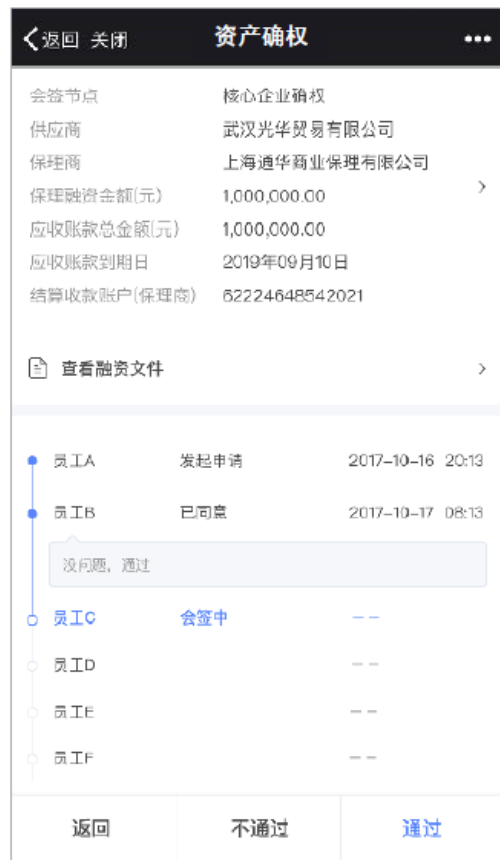 返回 关闭 资产确权
会签节点 核心企业确权
供应商 武汉光华贸易有限公司
保理商 上海通华商业保理有限公司
保理融资金额(元) 1,000,000.00
应收账款总金额(元) 1,000,000.00
应收账款到期日 2019年09月10日
结算收款账户(保理商) 62224648542021
查看融资文件
员工A 发起申请 2017-10-16 20:13
员工B 已同意 2017-10-17 08:13
没问题，通过
员工C 会签中 --
员工D --
员工E --
员工F --
返回 不通过 通过